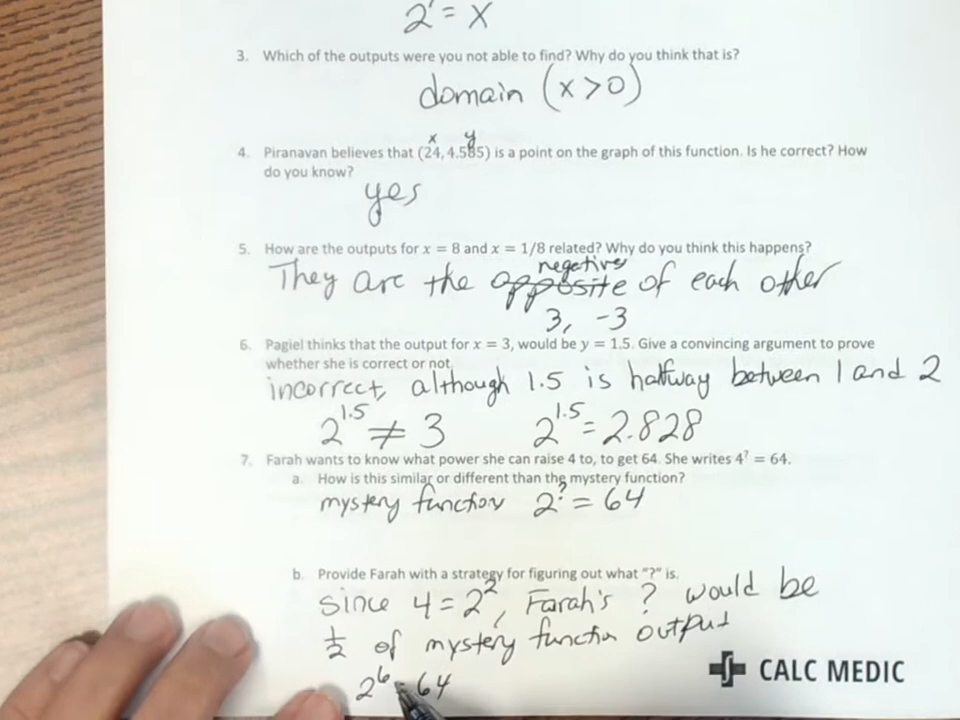 2 = x
3. Which of the outputs were you not able to find? Why do you think that is?
domain (x>0)
x y
4. Piranavan believes that (24, 4.585) is a point on the graph of this function. Is he correct? How
do you know?
yes
5. How are the outputs for x = 8 and x = 1/8 related? Why do you think this happens?
negative
They are the opposite of each other
3, -3
6. Pagiel thinks that the output for x = 3, would be y = 1.5. Give a convincing argument to prove
whether she is correct or not.
incorrect, although 1.5 is halfway between 1 and 2
2^1.5 ≠ 3 2^1.5 = 2.828
7. Farah wants to know what power she can raise 4 to, to get 64. She writes 4^? = 64.
a. How is this similar or different than the mystery function?
mystery function 2^? = 64
b. Provide Farah with a strategy for figuring out what "?" is.
since 4 = 2^2, Farah's ? would be
1/2 of mystery function output
CALC MEDIC
2^6 = 64